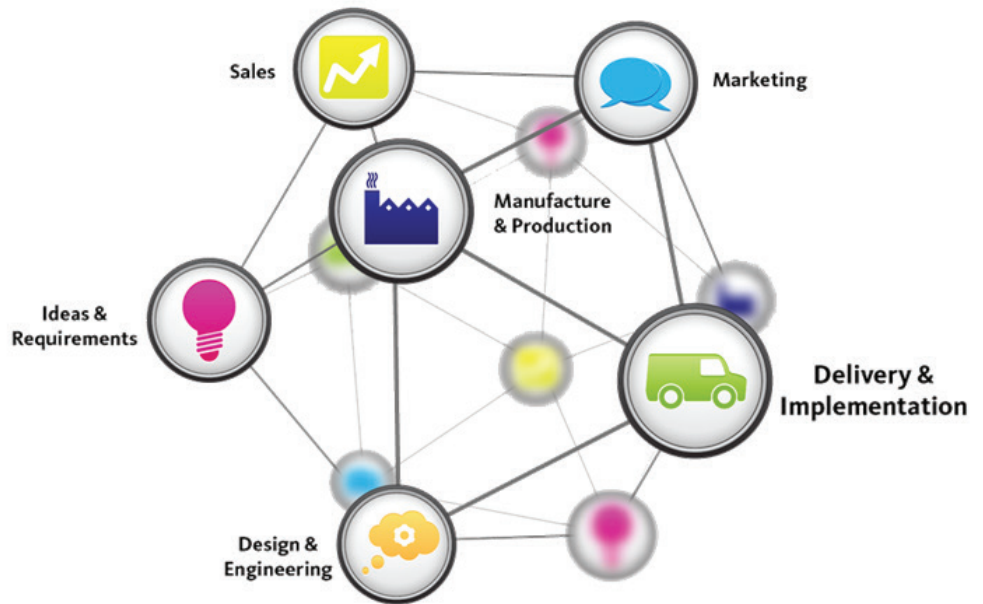 Sales
Marketing
Manufacture
& Production
Ideas &
Requirements
Delivery &
Implementation
Design &
Engineering